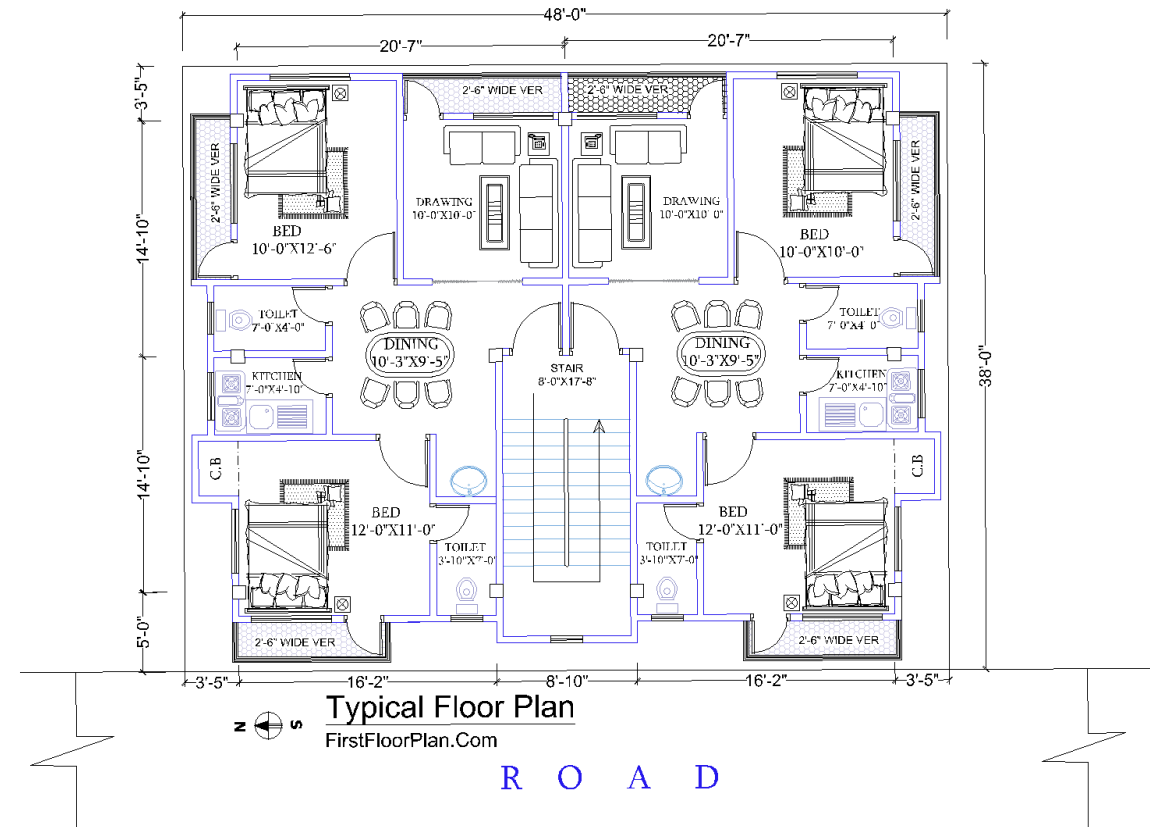 48'-0"
20'-7"
20'-7"
3'-5"
2'-6" WIDE VER
2'-6" WIDE VER
2'-6" WIDE VER
2'-6" WIDE VER
DRAWING
10'-0"X10'-0"
DRAWING
10'-0"X10'-0"
BED
10'-0"X12'-6"
BED
10'-0"X10'-0"
14'-10"
TOILET
7'-0"X4'-0"
TOILET
7'-0"X4'-0"
DINING
10'-3"X9'-5"
DINING
10'-3"X9'-5"
STAIR
8'-0"X17'-8"
KITCHEN
7'-0"X4'-10"
KITCHEN
7'-0"X4'-10"
38'-0"
C.B
C.B
14'-10"
BED
12'-0"X11'-0"
BED
12'-0"X11'-0"
TOILET
3'-10"X7'-0"
TOILET
3'-10"X7'-0"
5'-0"
2'-6" WIDE VER
2'-6" WIDE VER
3'-5"
16'-2"
8'-10"
16'-2"
3'-5"
N
S
Typical Floor Plan
FirstFloorPlan.Com
ROAD